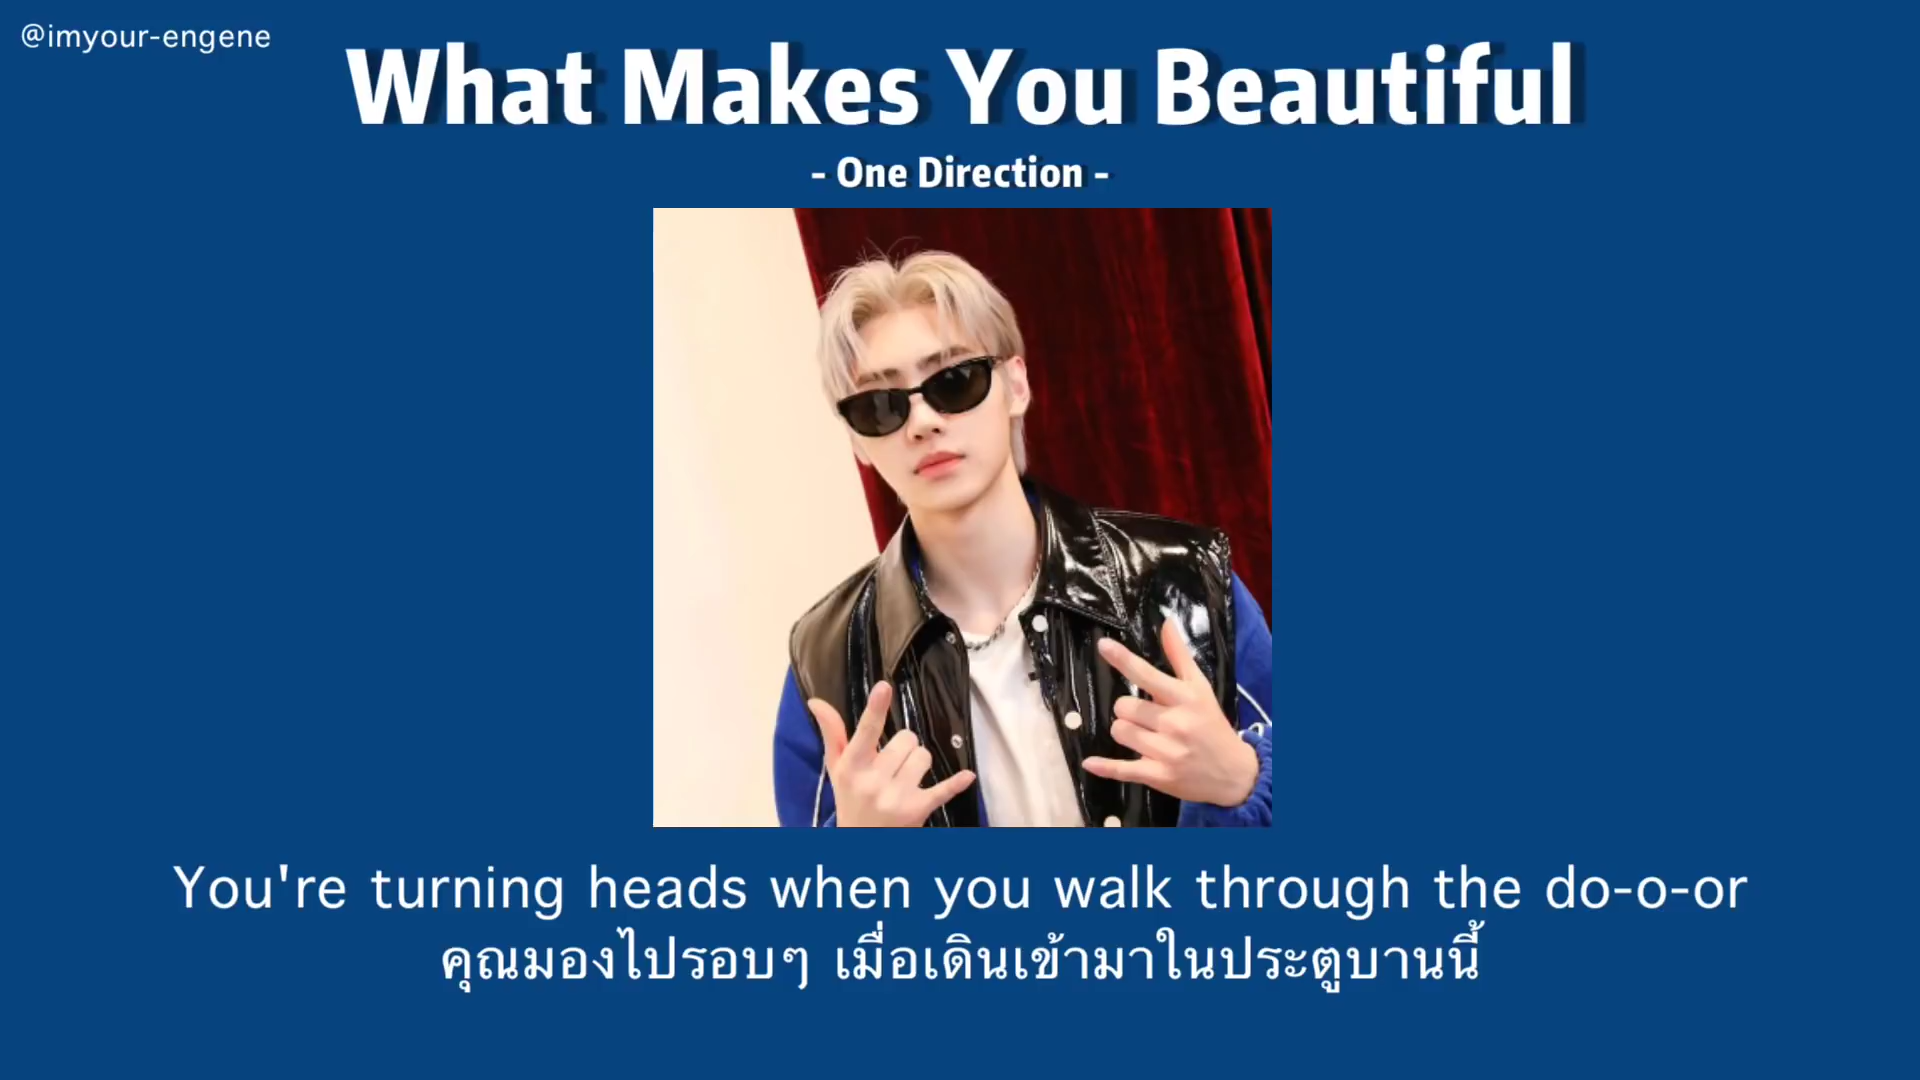 @imyour-engene
What Makes You Beautiful
- One Direction -
You're turning heads when you walk through the do-o-or
คุณมองไปรอบๆ เมื่อเดินเข้ามาในประตูบานนี้